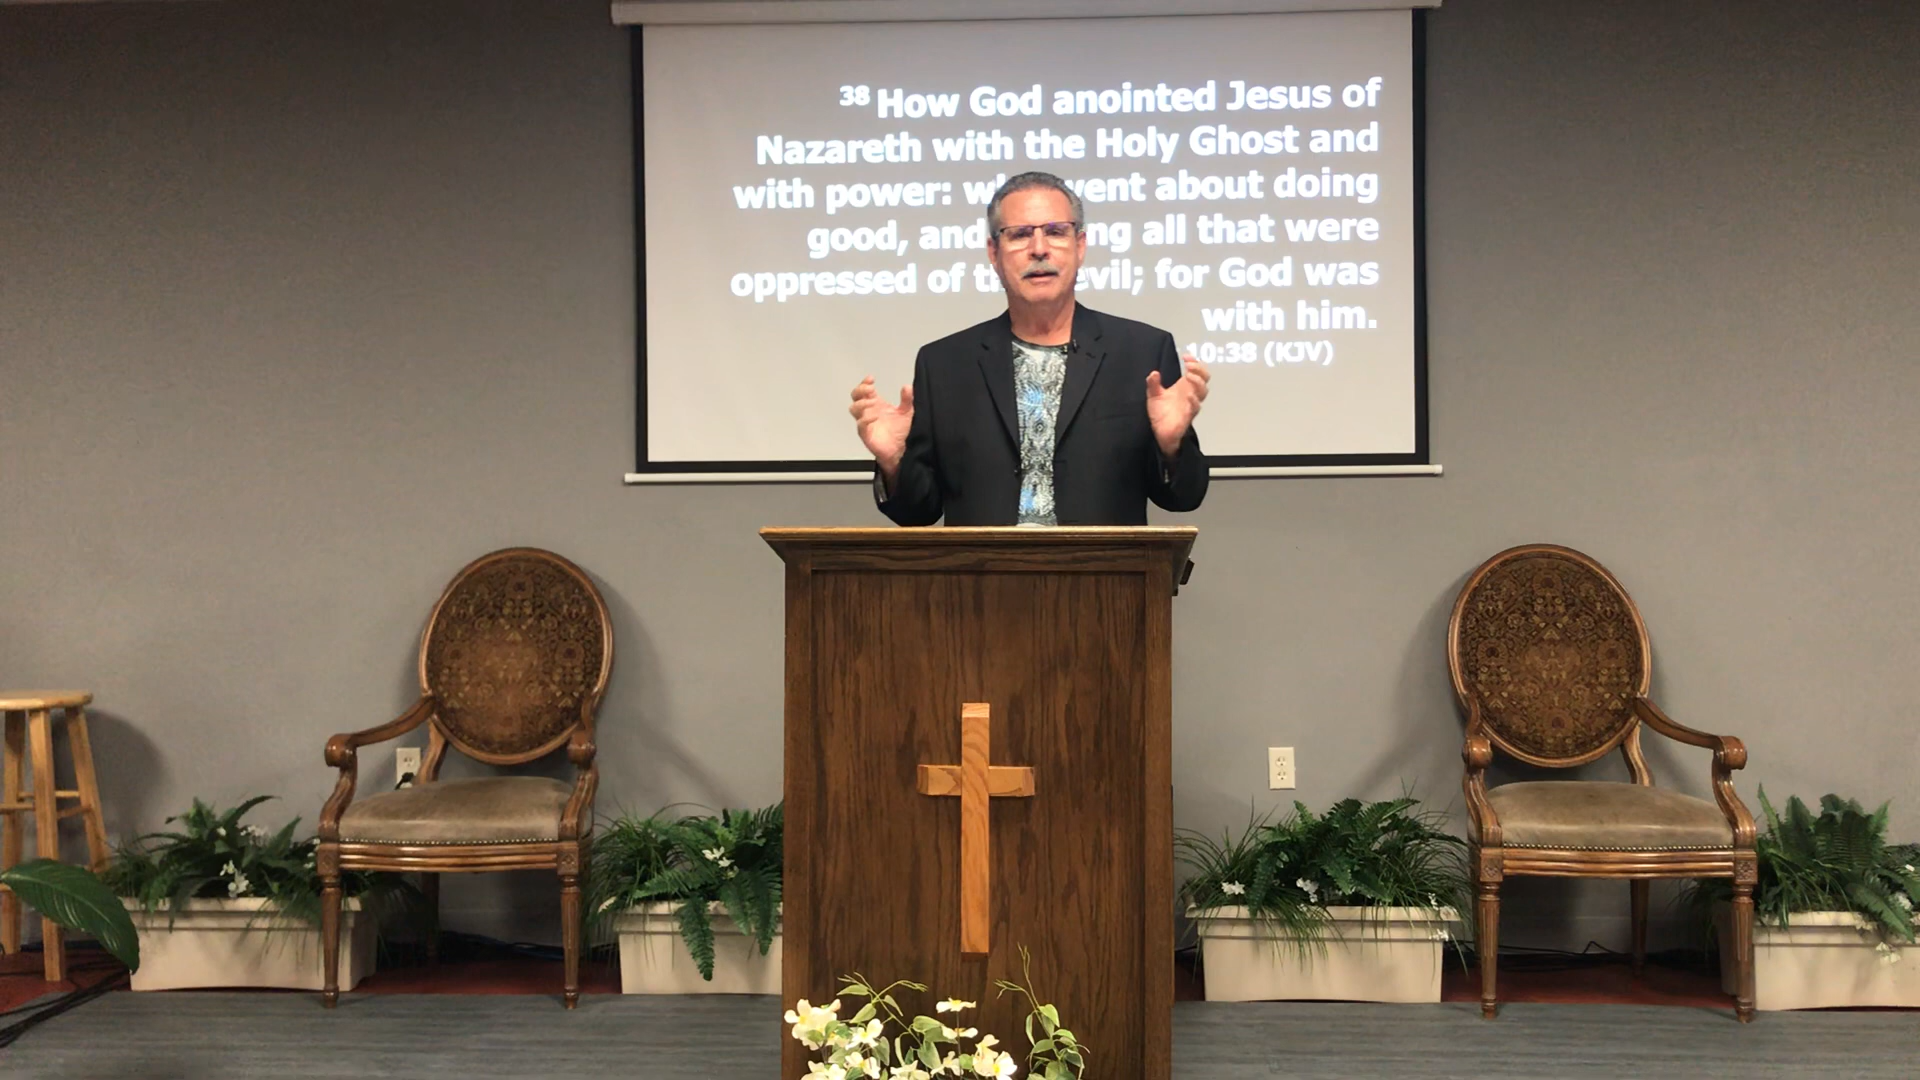 38 How God anointed Jesus of
Nazareth with the Holy Ghost and
with power: went about doing
good, and all that were
oppressed of for God was
with him.
10:38 (KJV)